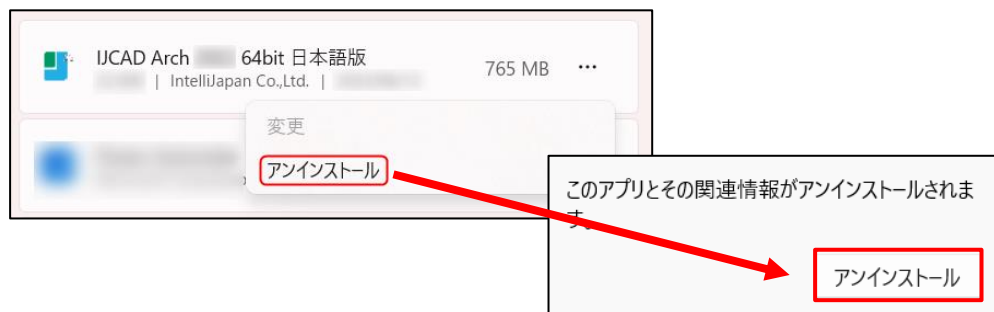 IJCAD Arch 64bit 日本語版
| IntelliJapan Co.,Ltd. |
765 MB
変更
アンインストール
このアプリとその関連情報がアンインストールされま
す。
アンインストール